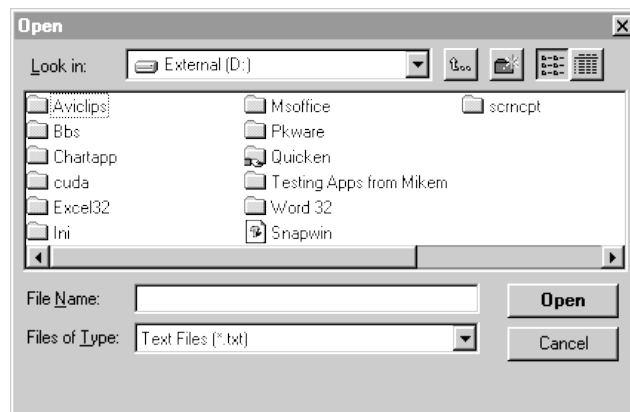 Open
Look in: External (D:)
Aviclips Msoffice scrncpt
Bbs Pkware
Chartapp Quicken
cuda Testing Apps from Mikem
Excel32 Word 32
Ini Snapwin
File Name: Open
Files of Type: Text Files (*.txt) Cancel